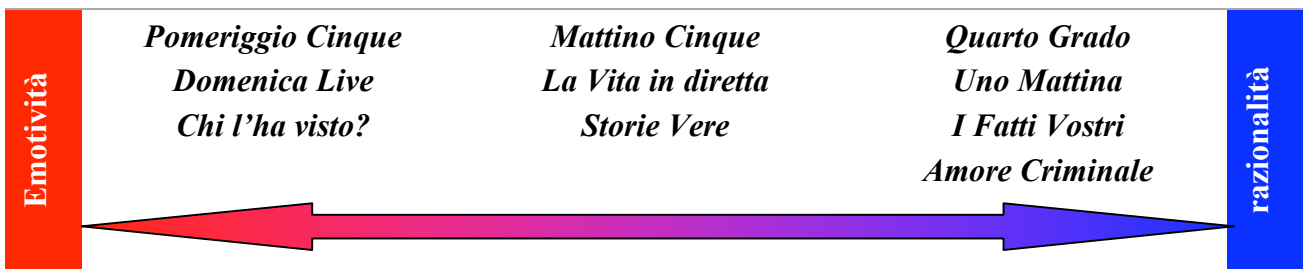 Emotività
Pomeriggio Cinque
Domenica Live
Chi l’ha visto?
Mattino Cinque
La Vita in diretta
Storie Vere
Quarto Grado
Uno Mattina
I Fatti Vostri
Amore Criminale
razionalità